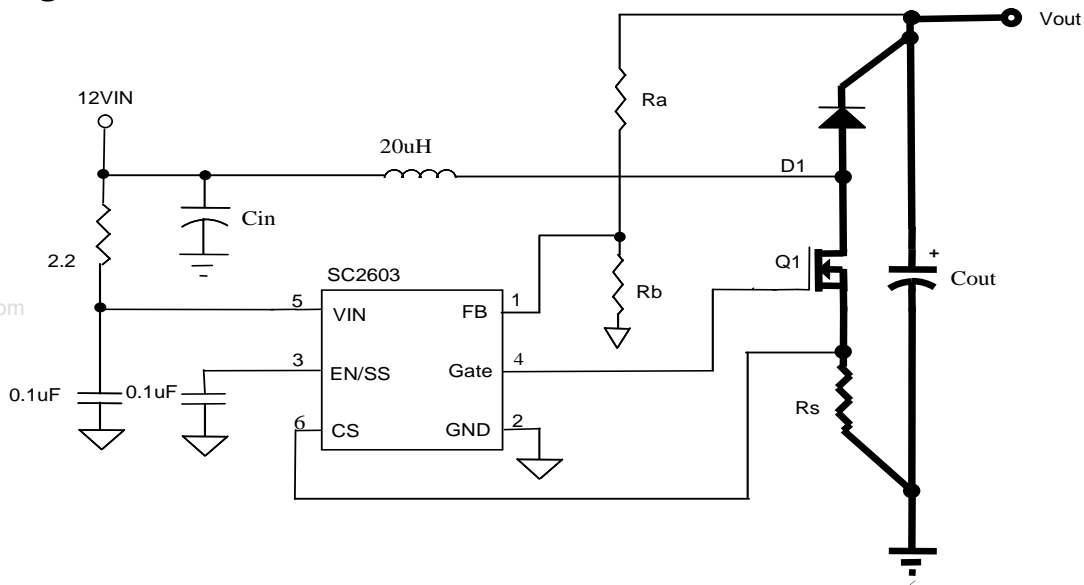 Vout
12VIN
Ra
20uH
D1
Cin
2.2
SC2603
Q1
+
Cout
Rb
5
VIN
FB
1
om
3
EN/SS
Gate
4
0.1uF
0.1uF
6
CS
GND
2
Rs